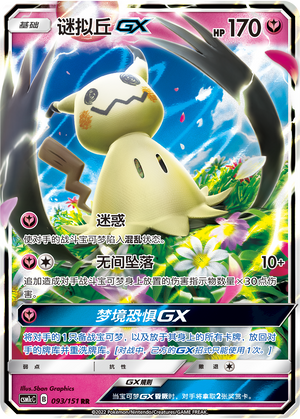 基础 谜拟丘GX HP170
迷惑
使对手的战斗宝可梦陷入混乱状态。
无间坠落 10+
追加造成对手战斗宝可梦身上放置的伤害指示物数量×30点伤害。
梦境恐惧GX
将对手的1只备战宝可梦，以及放于其身上的所有卡牌，放回对手的牌库并重洗牌库。[对战中，己方的GX招式只能使用1次。]
弱点 抵抗力 撤退
Illus.5ban Graphics
GX规则
当宝可梦GX昏厥时，对手将拿取2张奖赏卡。
csm1cC D 093/151 RR
©2022 Pokémon/Nintendo/Creatures/GAME FREAK.